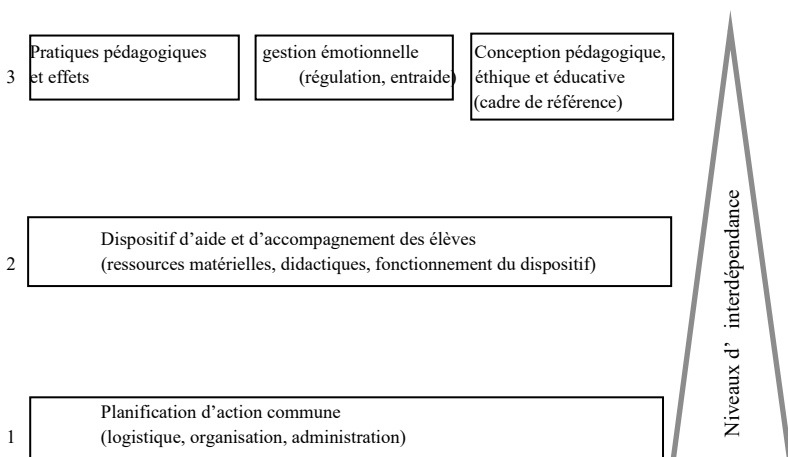 3
Pratiques pédagogiques
et effets
gestion émotionnelle
(régulation, entraide)
Conception pédagogique,
éthique et éducative
(cadre de référence)
2
Dispositif d’aide et d’accompagnement des élèves
(ressources matérielles, didactiques, fonctionnement du dispositif)
1
Planification d’action commune
(logistique, organisation, administration)
Niveaux d’ interdépendance